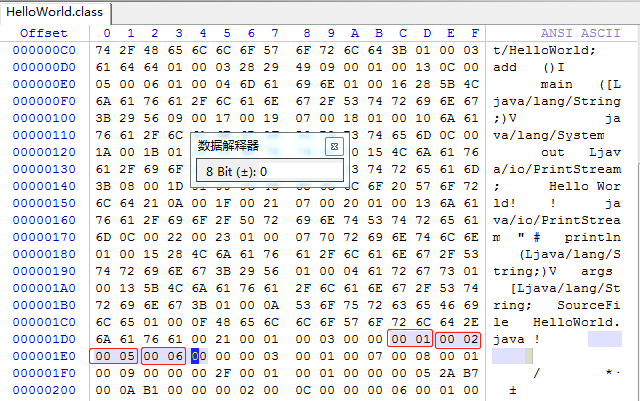 HelloWorld.class
Offset 0 1 2 3 4 5 6 7 8 9 A B C D E F ANSI ASCII
000000C0 74 2F 48 65 6C 6C 6F 57 6F 72 6C 64 3B 01 00 03 t/HelloWorld;
000000D0 61 64 64 01 00 03 28 29 49 09 00 01 00 13 0C 00 add ()I
000000E0 05 00 06 01 00 04 6D 61 69 6E 01 00 16 28 5B 4C main ([L
000000F0 6A 61 76 61 2F 6C 61 6E 67 2F 53 74 72 69 6E 67 java/lang/String
00000100 3B 29 56 09 00 17 00 19 07 00 18 01 00 10 6A 61 ;)V ja
00000110 76 61 2F 6C 73 74 65 6D 0C 00 va/lang/System
数据解释器
00000120 1A 00 1B 01 15 4C 6A 61 76 out Ljav
8 Bit (±): 0
00000130 61 2F 69 6F 74 72 65 61 6D a/io/PrintStream
00000140 3B 08 00 1D 6F 20 57 6F 72 ; Hello Wor
00000150 6C 64 21 0A 00 1F 00 21 07 00 20 01 00 13 6A 61 ld! ! ja
00000160 76 61 2F 69 6F 2F 50 72 69 6E 74 53 74 72 65 61 va/io/PrintStrea
00000170 6D 0C 00 22 00 23 01 00 07 70 72 69 6E 74 6C 6E m " # println
00000180 01 00 15 28 4C 6A 61 76 61 2F 6C 61 6E 67 2F 53 (Ljava/lang/S
00000190 74 72 69 6E 67 3B 29 56 01 00 04 61 72 67 73 01 tring;)V args
000001A0 00 13 5B 4C 6A 61 76 61 2F 6C 61 6E 67 2F 53 74 [Ljava/lang/St
000001B0 72 69 6E 67 3B 01 00 0A 53 6F 75 72 63 65 46 69 ring; SourceFi
000001C0 6C 65 01 00 0F 48 65 6C 6C 6F 57 6F 72 6C 64 2E le HelloWorld.
000001D0 6A 61 76 61 00 21 00 01 00 03 00 00 00 01 00 02 java !
000001E0 00 05 00 06 00 00 00 03 00 01 00 07 00 08 00 01
000001F0 00 09 00 00 00 2F 00 01 00 01 00 00 00 05 2A B7 / *·
00000200 00 0A B1 00 00 00 02 00 0C 00 00 00 06 00 01 00 ±